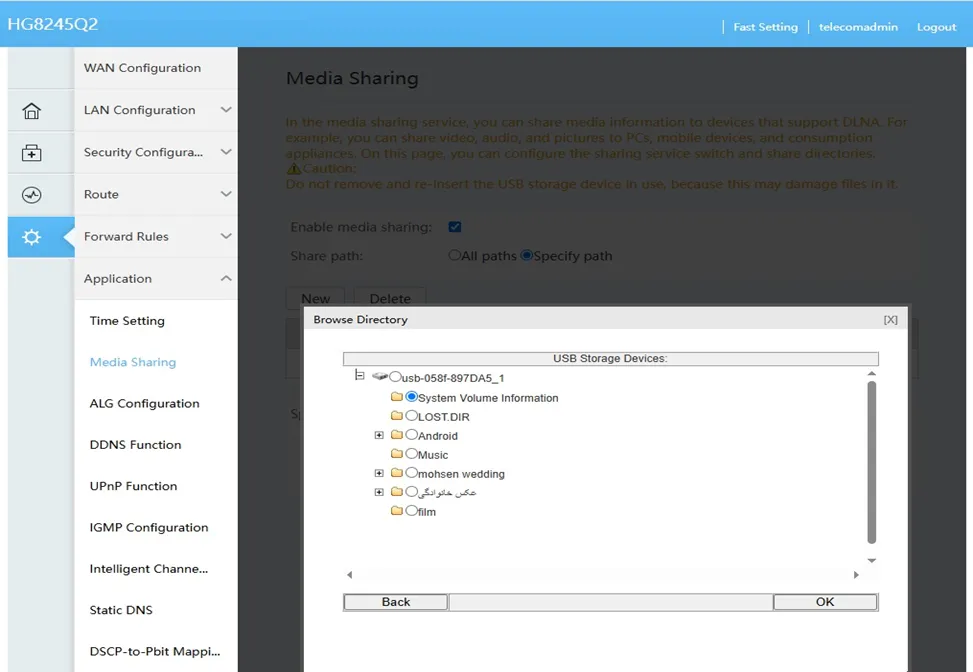 HG8245Q2
Fast Setting
telecomadmin
Logout
WAN Configuration
LAN Configuration
Security Configura...
Route
Forward Rules
Application
Time Setting
Media Sharing
ALG Configuration
DDNS Function
UPnP Function
IGMP Configuration
Intelligent Channe...
Static DNS
DSCP-to-Pbit Mappi...
Media Sharing
In the media sharing service, you can share media information to devices that support DLNA. For
example, you can share video, audio, and pictures to PCs, mobile devices, and consumption
appliances. On this page, you can configure the sharing service switch and share directories.
Caution:
Do not remove and re-insert the USB storage device in use, because this may damage files in it.
Enable media sharing:
Share path: All paths Specify path
New Delete
Browse Directory [X]
USB Storage Devices:
usb-058f-897DA5_1
System Volume Information
LOST.DIR
Android
Music
mohsen wedding
عکس خانوادگی
film
Back OK